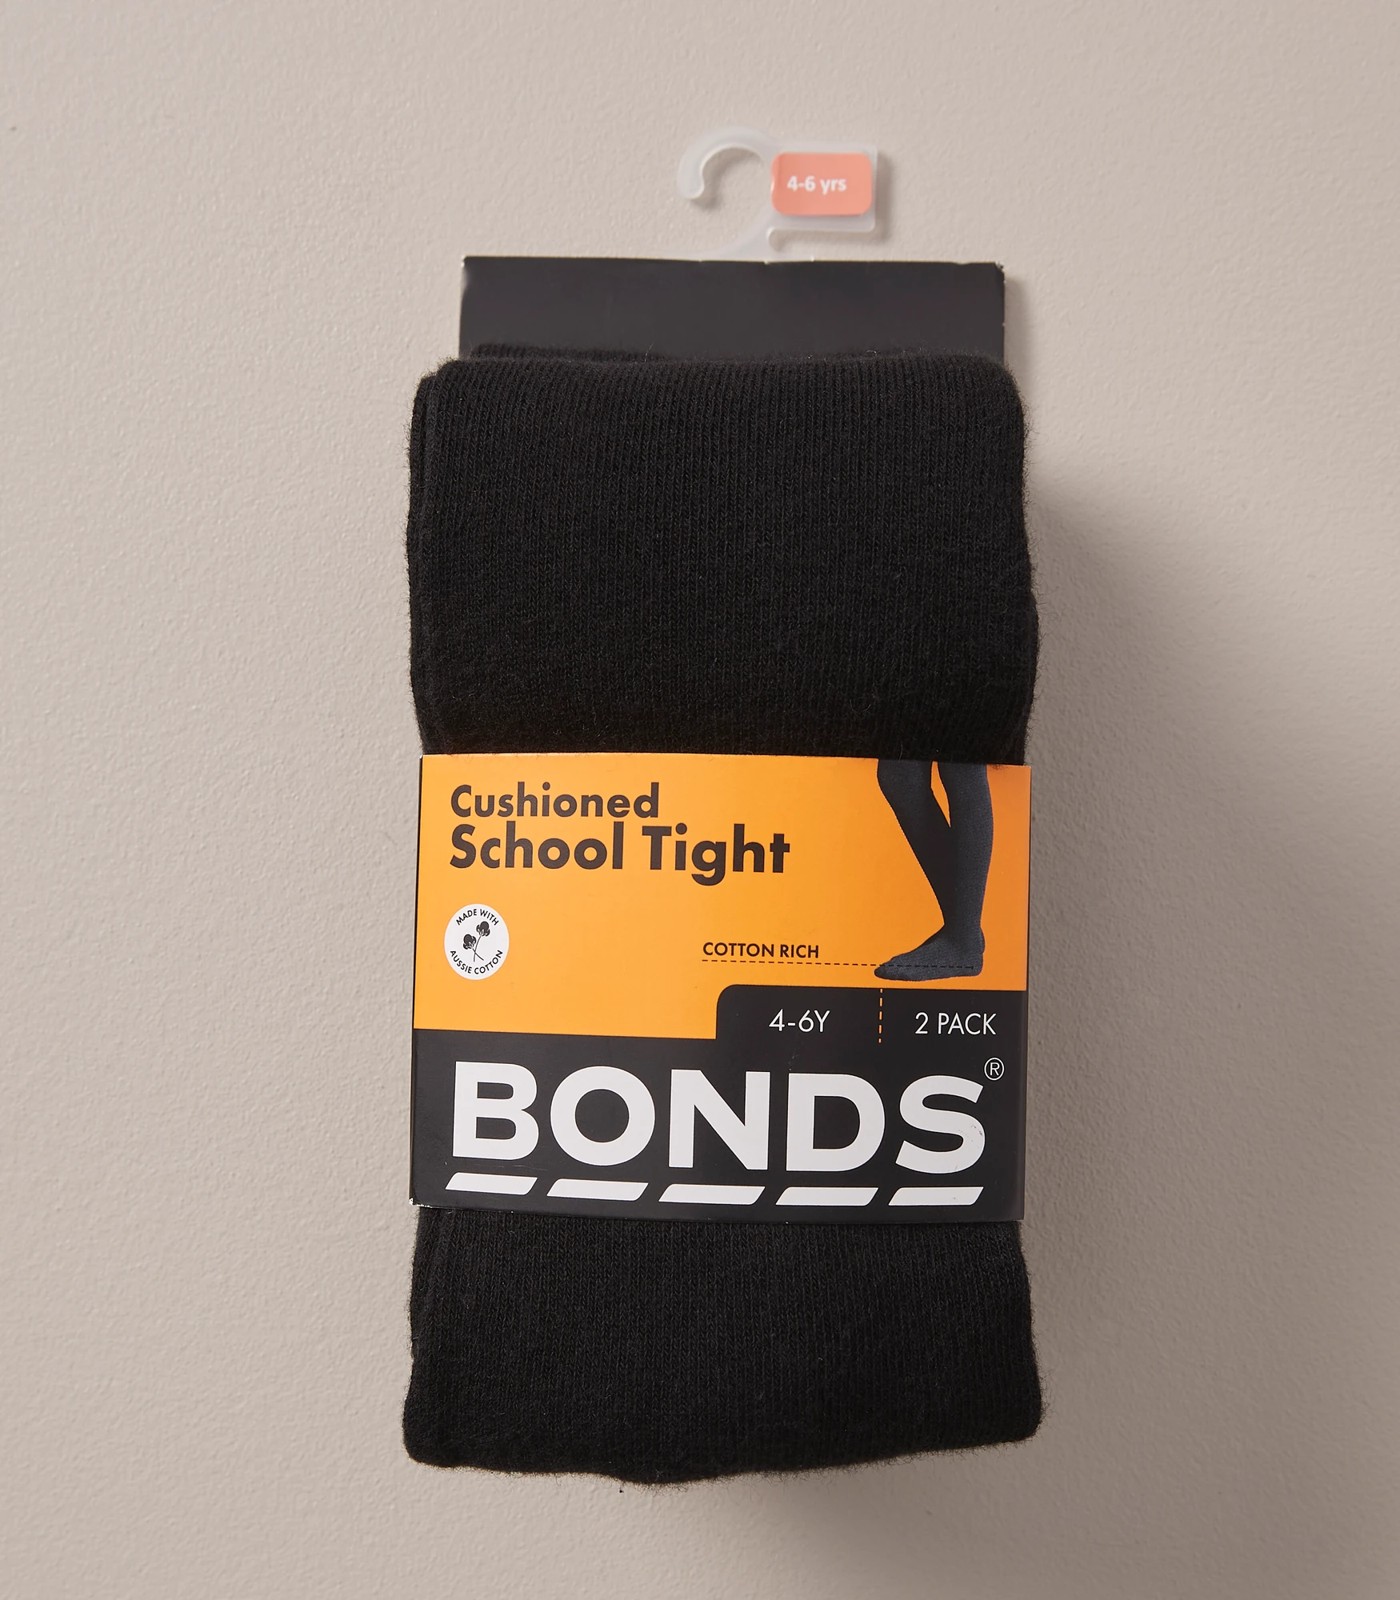 4-6 yrs
Cushioned
School Tight
MADE WITH
AUSSIE COTTON
COTTON RICH
4-6Y
2 PACK
BONDS®